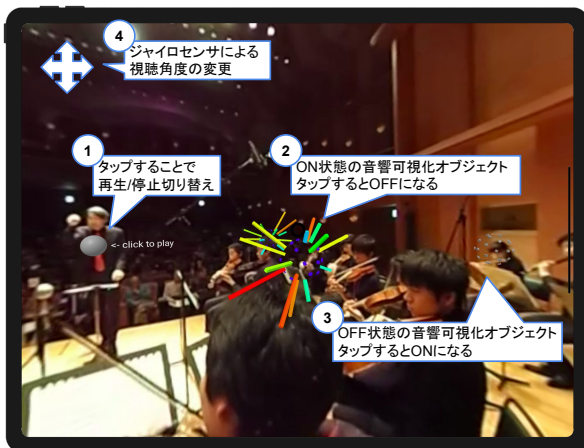 4
ジャイロセンサによる
視聴角度の変更
1
タップすることで
再生/停止切り替え
<- click to play
2
ON状態の音響可視化オブジェクト
タップするとOFFになる
3
OFF状態の音響可視化オブジェクト
タップするとONになる